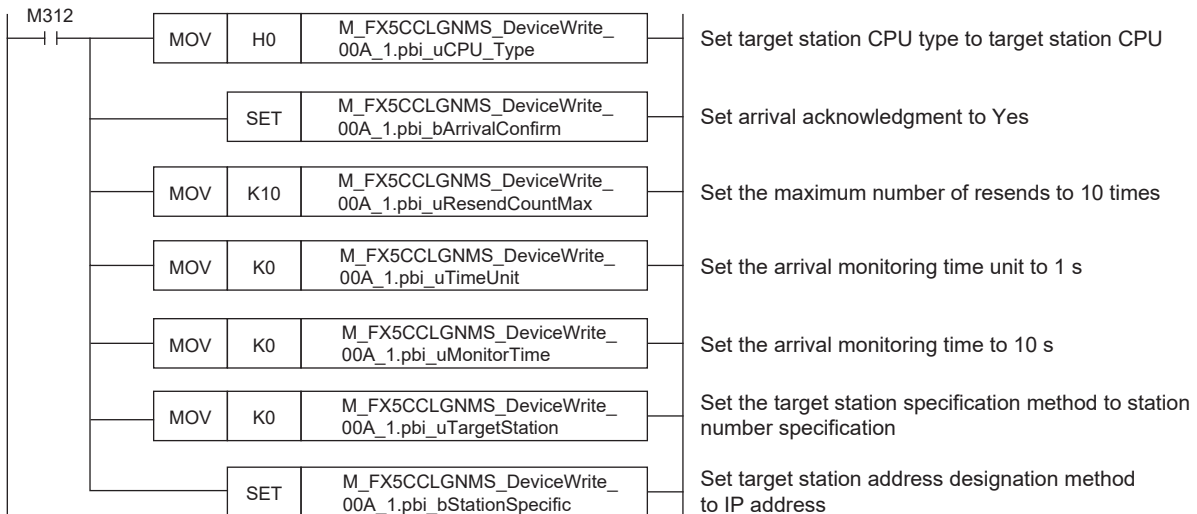 M312
MOV H0 M_FX5CCLGNMS_DeviceWrite_
00A_1.pbi_uCPU_Type
Set target station CPU type to target station CPU
SET M_FX5CCLGNMS_DeviceWrite_
00A_1.pbi_bArrivalConfirm
Set arrival acknowledgment to Yes
MOV K10 M_FX5CCLGNMS_DeviceWrite_
00A_1.pbi_uResendCountMax
Set the maximum number of resends to 10 times
MOV K0 M_FX5CCLGNMS_DeviceWrite_
00A_1.pbi_uTimeUnit
Set the arrival monitoring time unit to 1 s
MOV K0 M_FX5CCLGNMS_DeviceWrite_
00A_1.pbi_uMonitorTime
Set the arrival monitoring time to 10 s
MOV K0 M_FX5CCLGNMS_DeviceWrite_
00A_1.pbi_uTargetStation
Set the target station specification method to station
number specification
SET M_FX5CCLGNMS_DeviceWrite_
00A_1.pbi_bStationSpecific
Set target station address designation method
to IP address